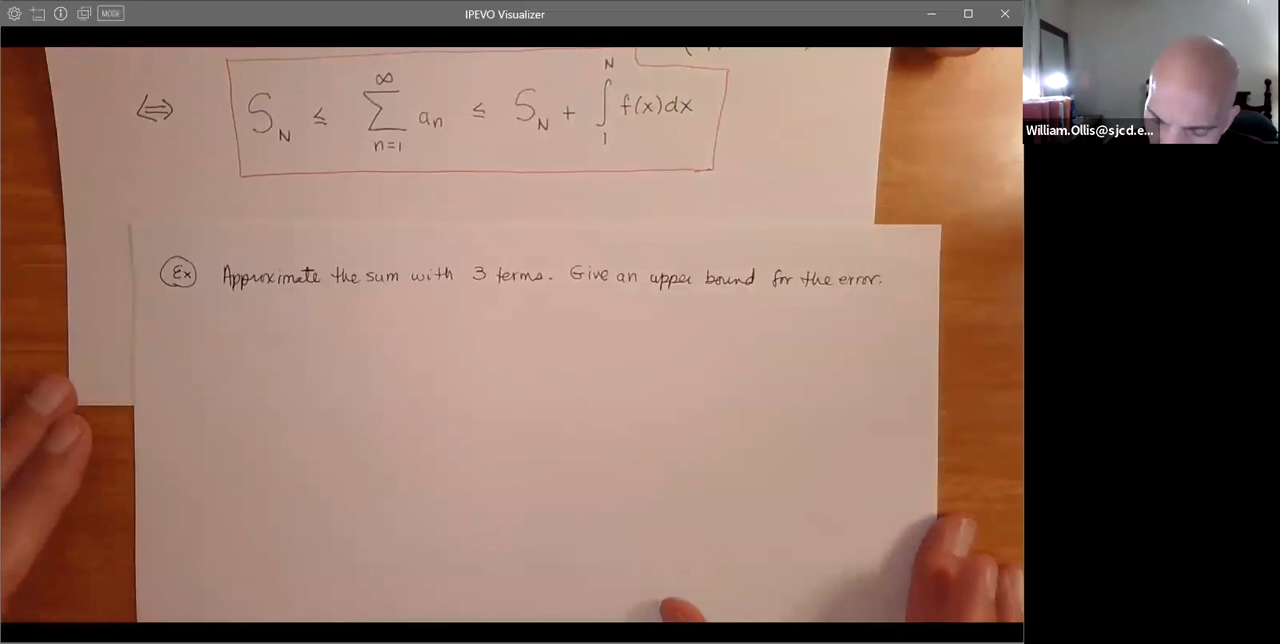 MODE
IPEVO Visualizer
⇔ S_N ≤ ∑_{n=1}^{∞} a_n ≤ S_N + ∫_1^N f(x)dx
William.Ollis@sjcd.e...
Ex Approximate the sum with 3 terms. Give an upper bound for the error.